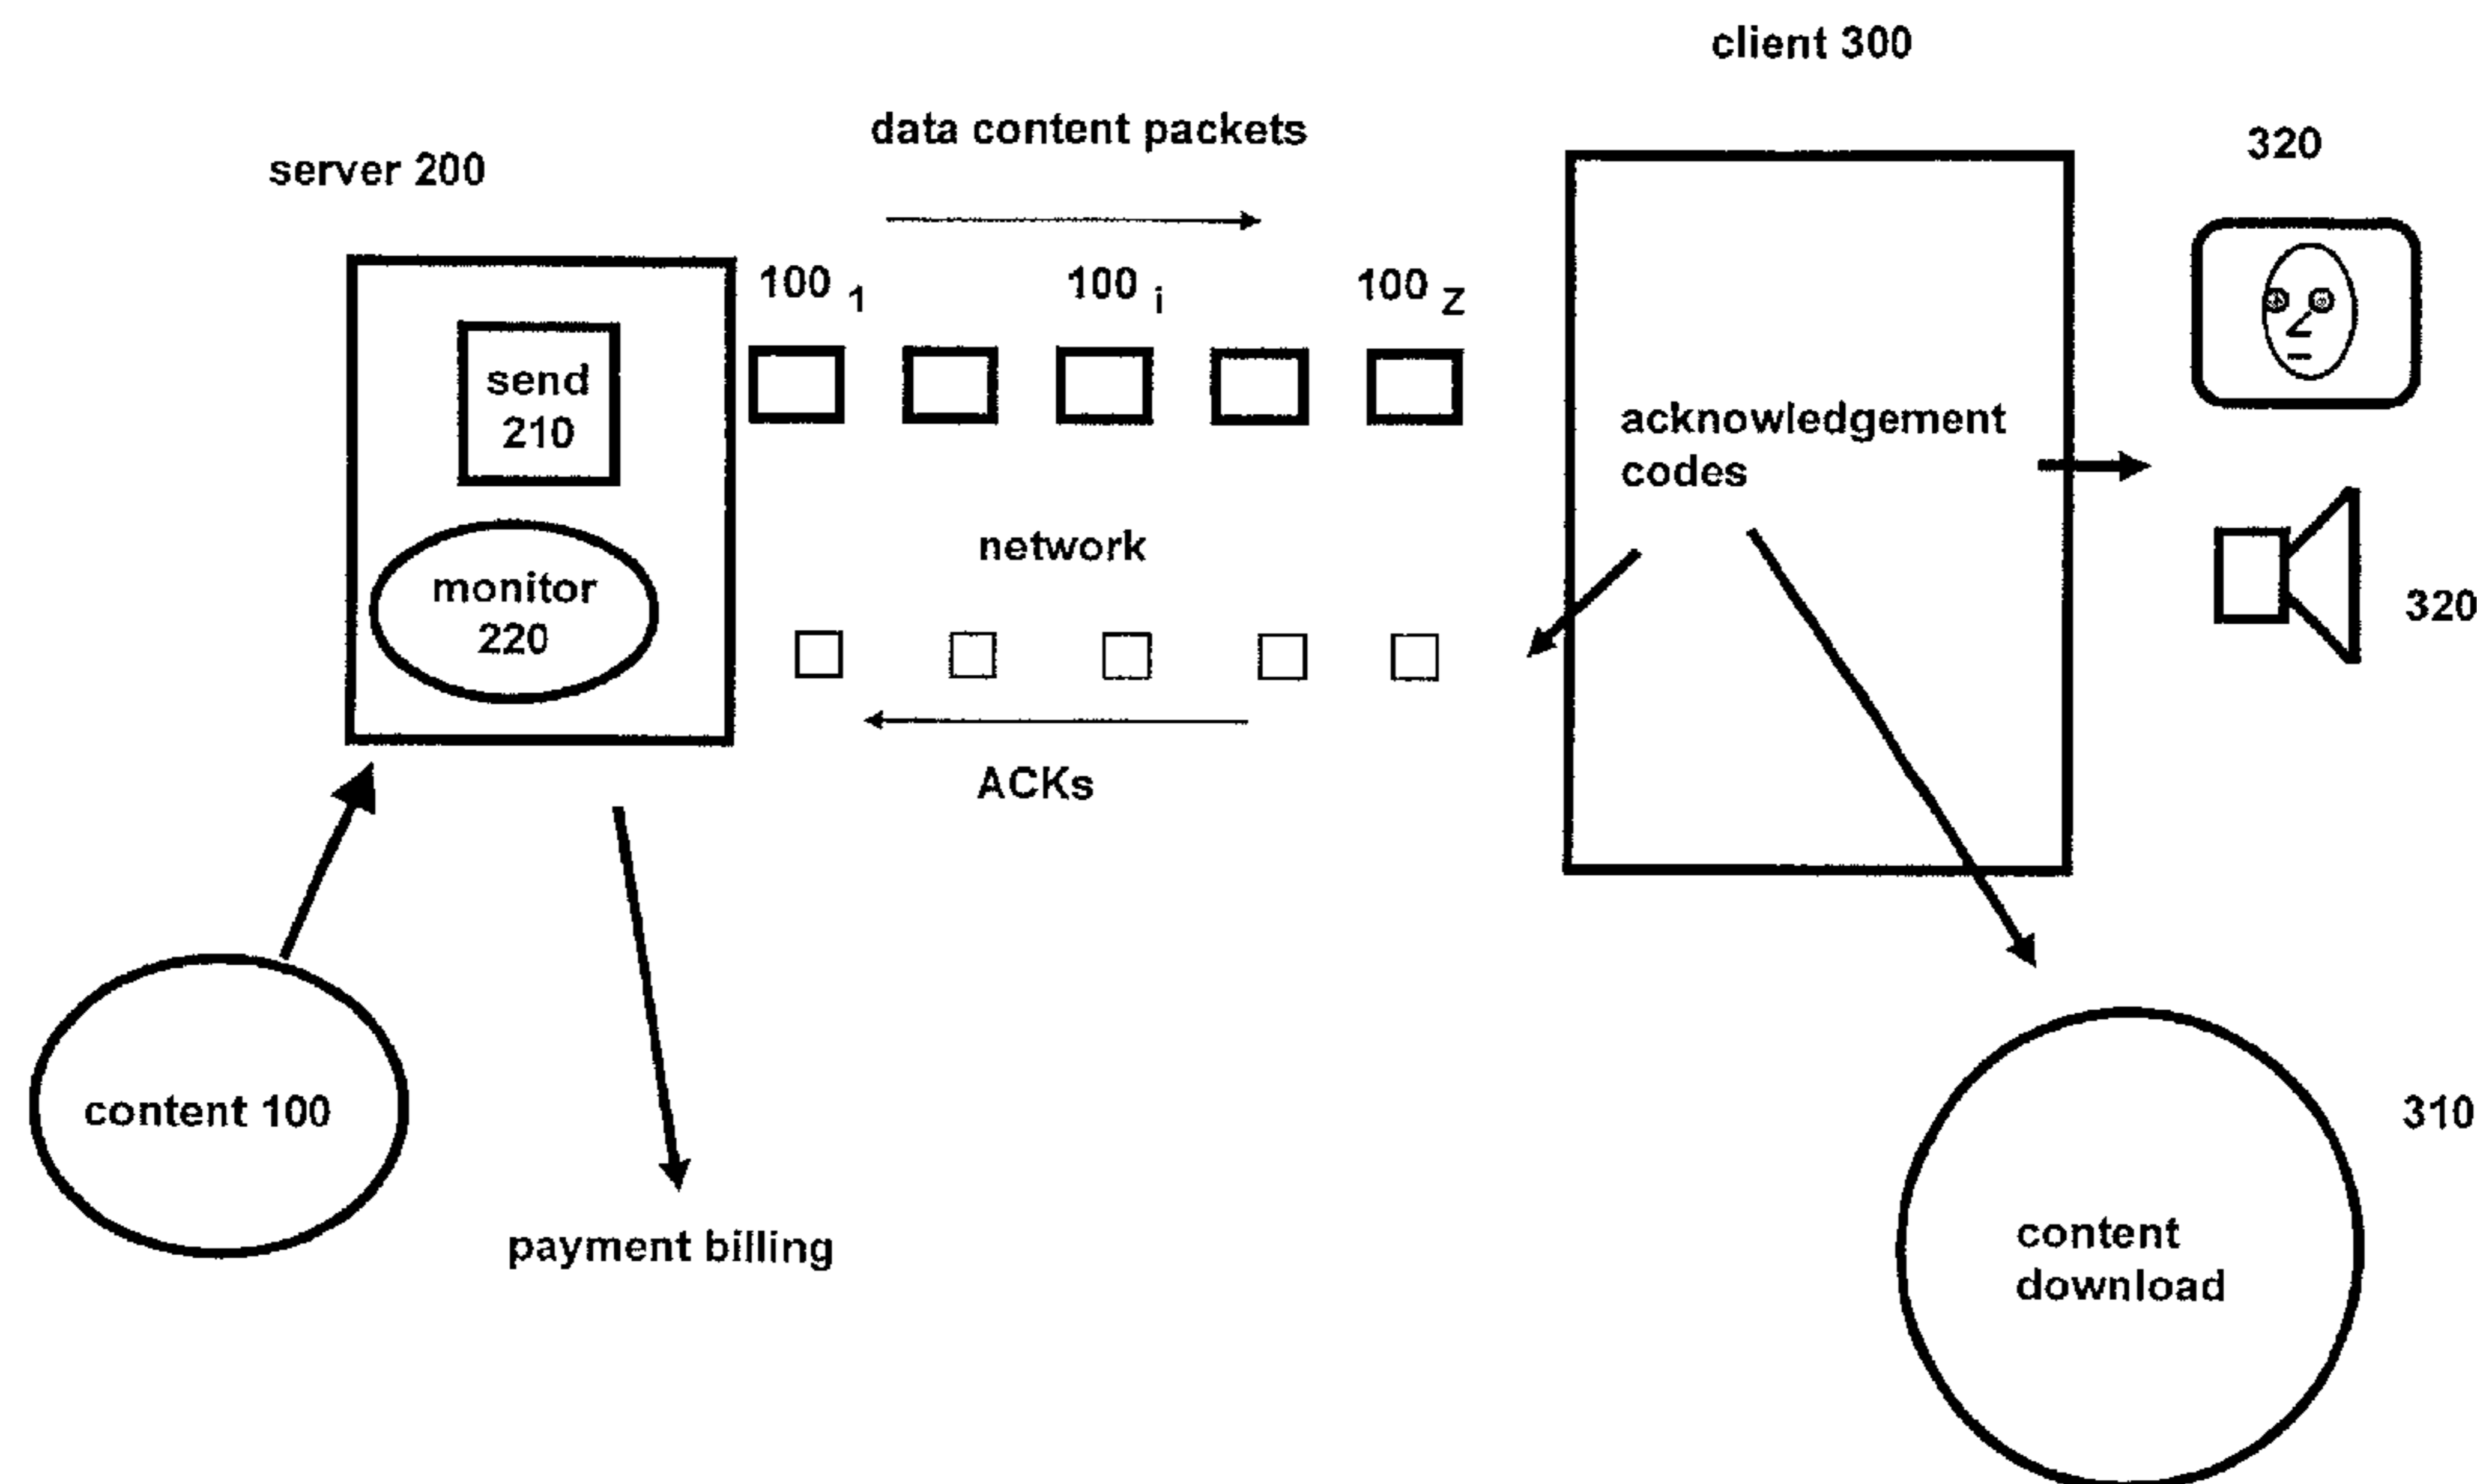 client 300
data content packets
server 200
320
100 1
100 i
100 Z
send
210
acknowledgement
codes
network
monitor
220
320
ACKs
content 100
310
payment billing
content
download